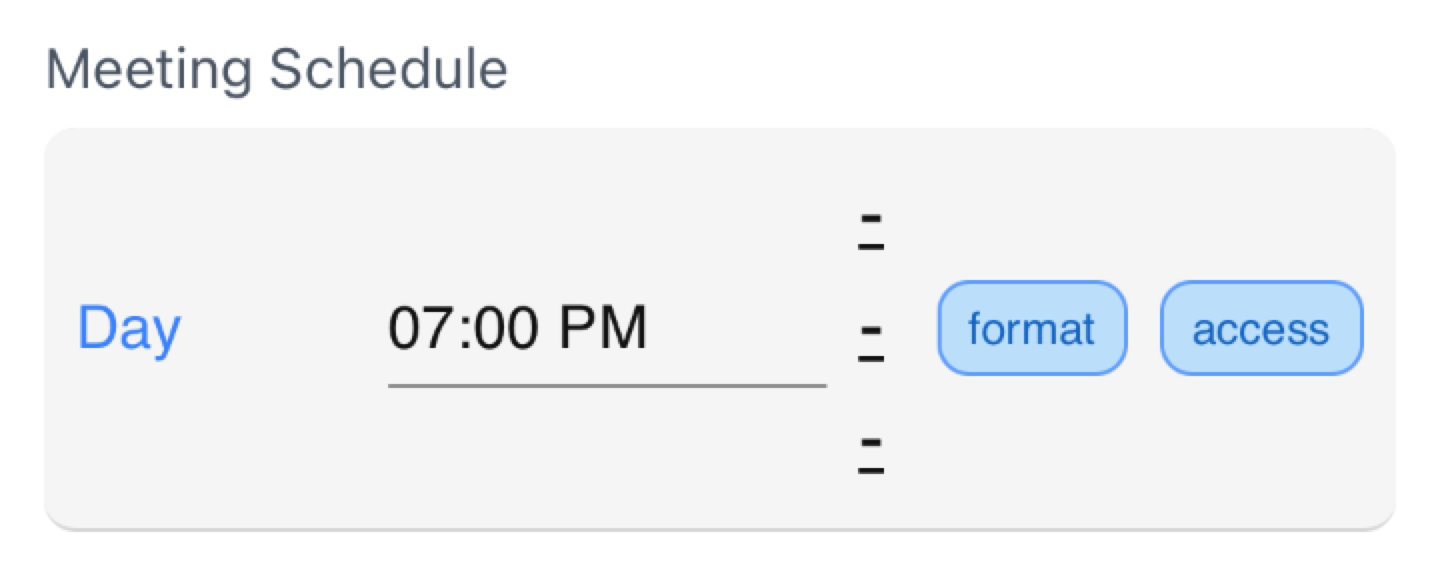 Meeting Schedule
-
Day 07:00 PM - format access
-